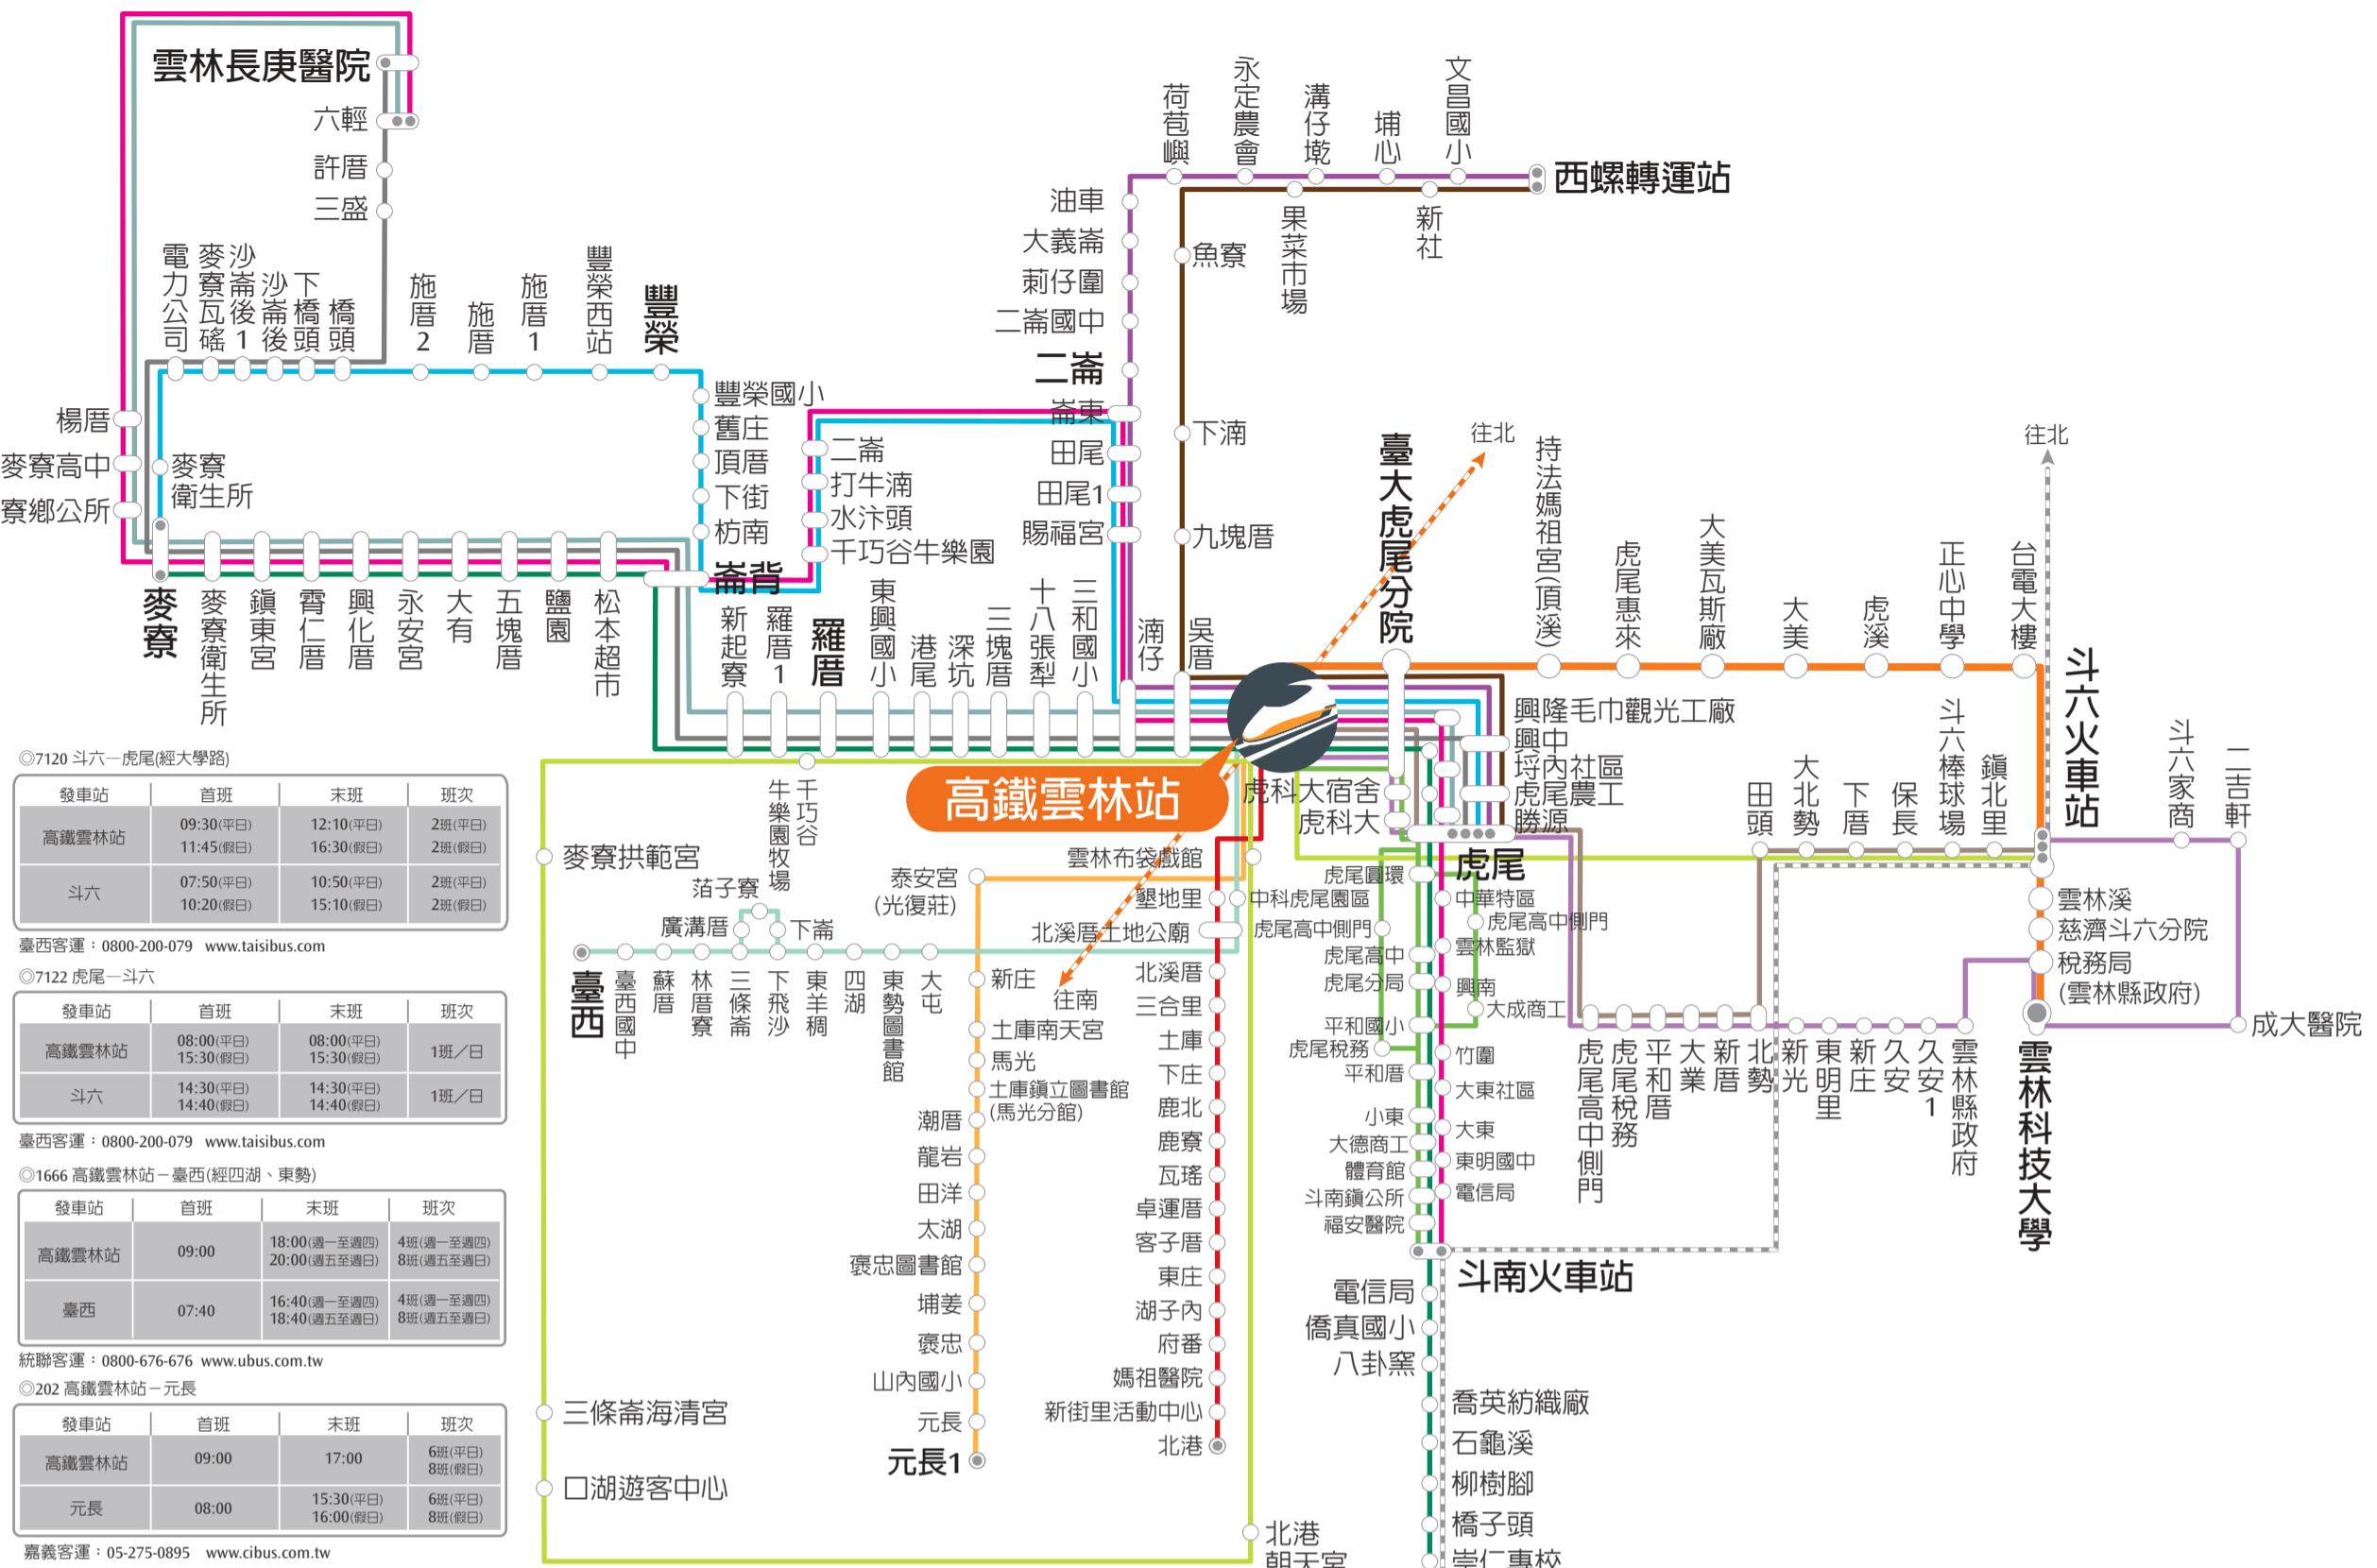 雲林長庚醫院
六輕
許厝
三盛
電力公司
麥寮瓦磘
沙崙後1
沙崙後
下橋頭
橋頭
施厝2
施厝
施厝1
豐榮西站
豐榮
豐榮國小
舊庄
頂厝
下街
枋南
崙背
楊厝
麥寮高中
寮鄉公所
麥寮
衛生所
麥寮
麥寮衛生所
鎮東宮
霄仁厝
興化厝
永安宮
大有
五塊厝
鹽園
松本超市
二崙
打牛湳
水汴頭
千巧谷牛樂園
新起寮
羅厝1
羅厝
東興國小
港尾
深坑
三塊厝
十八張犁
三和國小
湳仔
吳厝
荷苞嶼
永定農會
溝仔墘
埔心
文昌國小
西螺轉運站
油車
大義崙
莿仔圍
二崙國中
二崙
崙東
田尾
田尾1
賜福宮
魚寮
果菜市場
新社
下湳
九塊厝
往北
臺大虎尾分院
持法媽祖宮(頂溪)
虎尾惠來
大美瓦斯廠
大美
虎溪
正心中學
台電大樓
往北
斗六火車站
興隆毛巾觀光工廠
興中
埒內社區
虎尾農工
勝源
虎科大宿舍
虎科大
虎尾
高鐵雲林站
田頭
大北勢
下厝
保長
斗六棒球場
鎮北里
斗六家商
二吉軒
雲林溪
慈濟斗六分院
稅務局
(雲林縣政府)
成大醫院
雲林科技大學
虎尾高中側門
虎尾稅務
平和厝
大業
新厝
北勢
新光
東明里
新庄
久安
久安1
雲林縣政府
千巧谷
牛樂園牧場
麥寮拱範宮
三條崙海清宮
口湖遊客中心
北港
朝天宮
箔子寮
廣溝厝
下崙
臺西
臺西國中
蘇厝
林厝寮
三條崙
下飛沙
東羊稠
四湖
東勢圖書館
大屯
泰安宮
(光復莊)
新庄
土庫南天宮
馬光
土庫鎮立圖書館
(馬光分館)
潮厝
龍岩
田洋
太湖
褒忠圖書館
埔姜
褒忠
山內國小
元長
元長1
往南
雲林布袋戲館
墾地里
中科虎尾園區
北溪厝土地公廟
北溪厝
三合里
土庫
下庄
鹿北
鹿寮
瓦瑤
卓運厝
客子厝
東庄
湖子內
府番
媽祖醫院
新街里活動中心
北港
虎尾圓環
虎尾高中側門
虎尾高中
虎尾分局
平和國小
虎尾稅務
平和厝
小東
大德商工
體育館
斗南鎮公所
福安醫院
中華特區
虎尾高中側門
雲林監獄
興南
大成商工
竹圍
大東社區
大東
東明國中
電信局
斗南火車站
電信局
僑真國小
八卦窯
喬英紡織廠
石龜溪
柳樹腳
橋子頭
崇仁專校
◎7120 斗六—虎尾(經大學路)
發車站 首班 末班 班次
高鐵雲林站 09:30(平日) 12:10(平日) 2班(平日)
11:45(假日) 16:30(假日) 2班(假日)
斗六 07:50(平日) 10:50(平日) 2班(平日)
10:20(假日) 15:10(假日) 2班(假日)
臺西客運：0800-200-079 www.taisibus.com
◎7122 虎尾—斗六
發車站 首班 末班 班次
高鐵雲林站 08:00(平日) 08:00(平日) 1班／日
15:30(假日) 15:30(假日)
斗六 14:30(平日) 14:30(平日) 1班／日
14:40(假日) 14:40(假日)
臺西客運：0800-200-079 www.taisibus.com
◎1666 高鐵雲林站－臺西(經四湖、東勢)
發車站 首班 末班 班次
高鐵雲林站 09:00 18:00(週一至週四) 4班(週一至週四)
20:00(週五至週日) 8班(週五至週日)
臺西 07:40 16:40(週一至週四) 4班(週一至週四)
18:40(週五至週日) 8班(週五至週日)
統聯客運：0800-676-676 www.ubus.com.tw
◎202 高鐵雲林站－元長
發車站 首班 末班 班次
高鐵雲林站 09:00 17:00 6班(平日)
8班(假日)
元長 08:00 15:30(平日) 6班(平日)
16:00(假日) 8班(假日)
嘉義客運：05-275-0895 www.cibus.com.tw